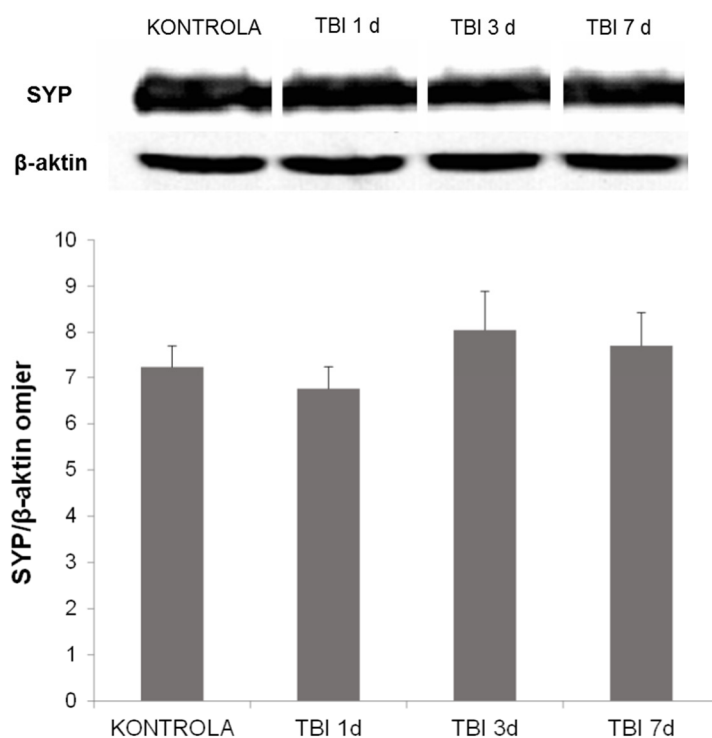 KONTROLA TBI 1 d TBI 3 d TBI 7 d
SYP
β-aktin
10
9
8
7
6
5
4
3
2
1
0
SYP/β-aktin omjer
KONTROLA TBI 1d TBI 3d TBI 7d